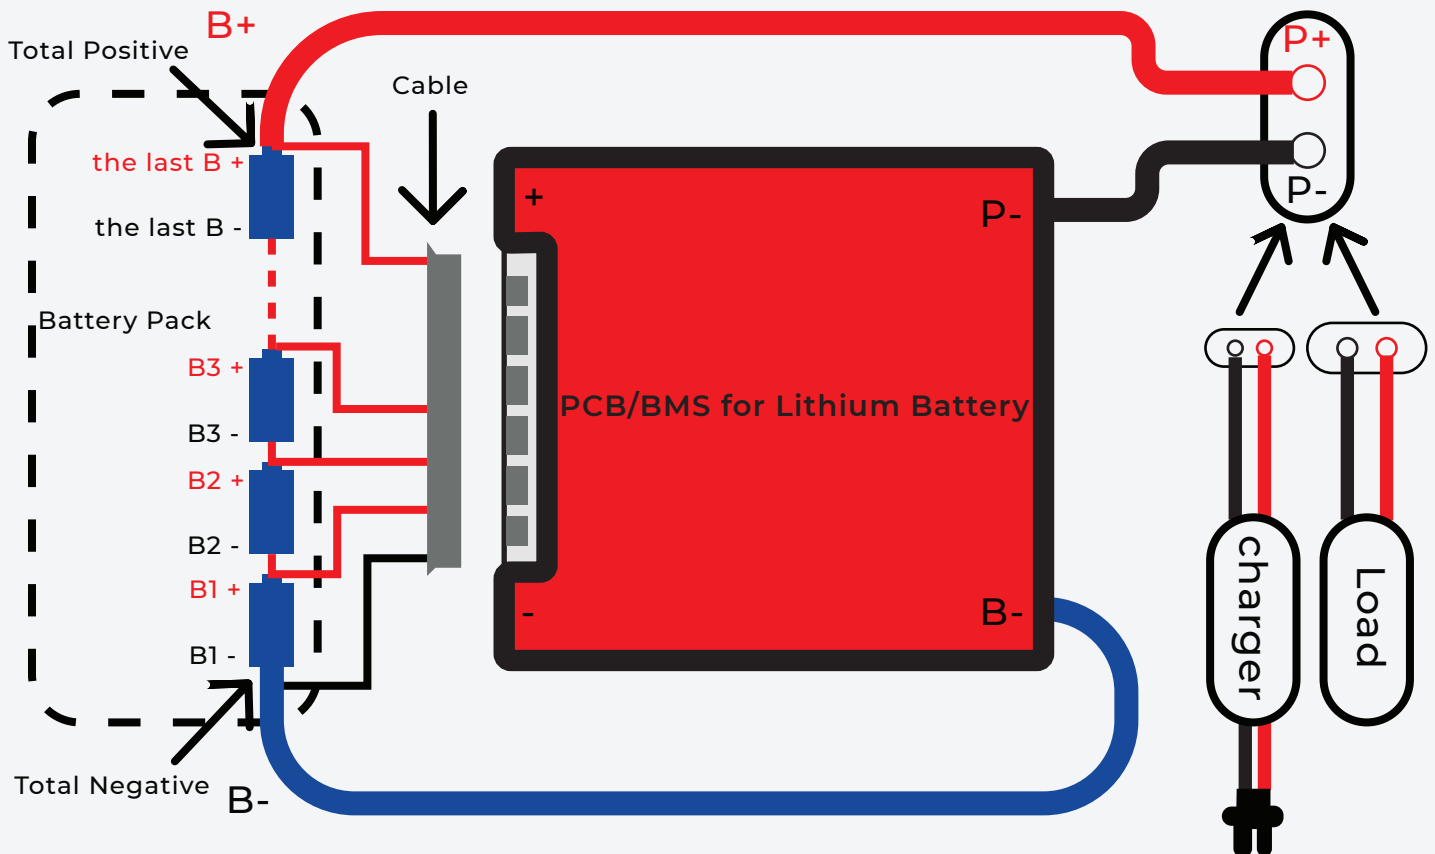 B+
Total Positive
Cable
P+
P-
the last B +
the last B -
+
P-
Battery Pack
B3 +
B3 -
PCB/BMS for Lithium Battery
B2 +
B2 -
B1 +
B1 -
-
B-
charger
Load
Total Negative
B-